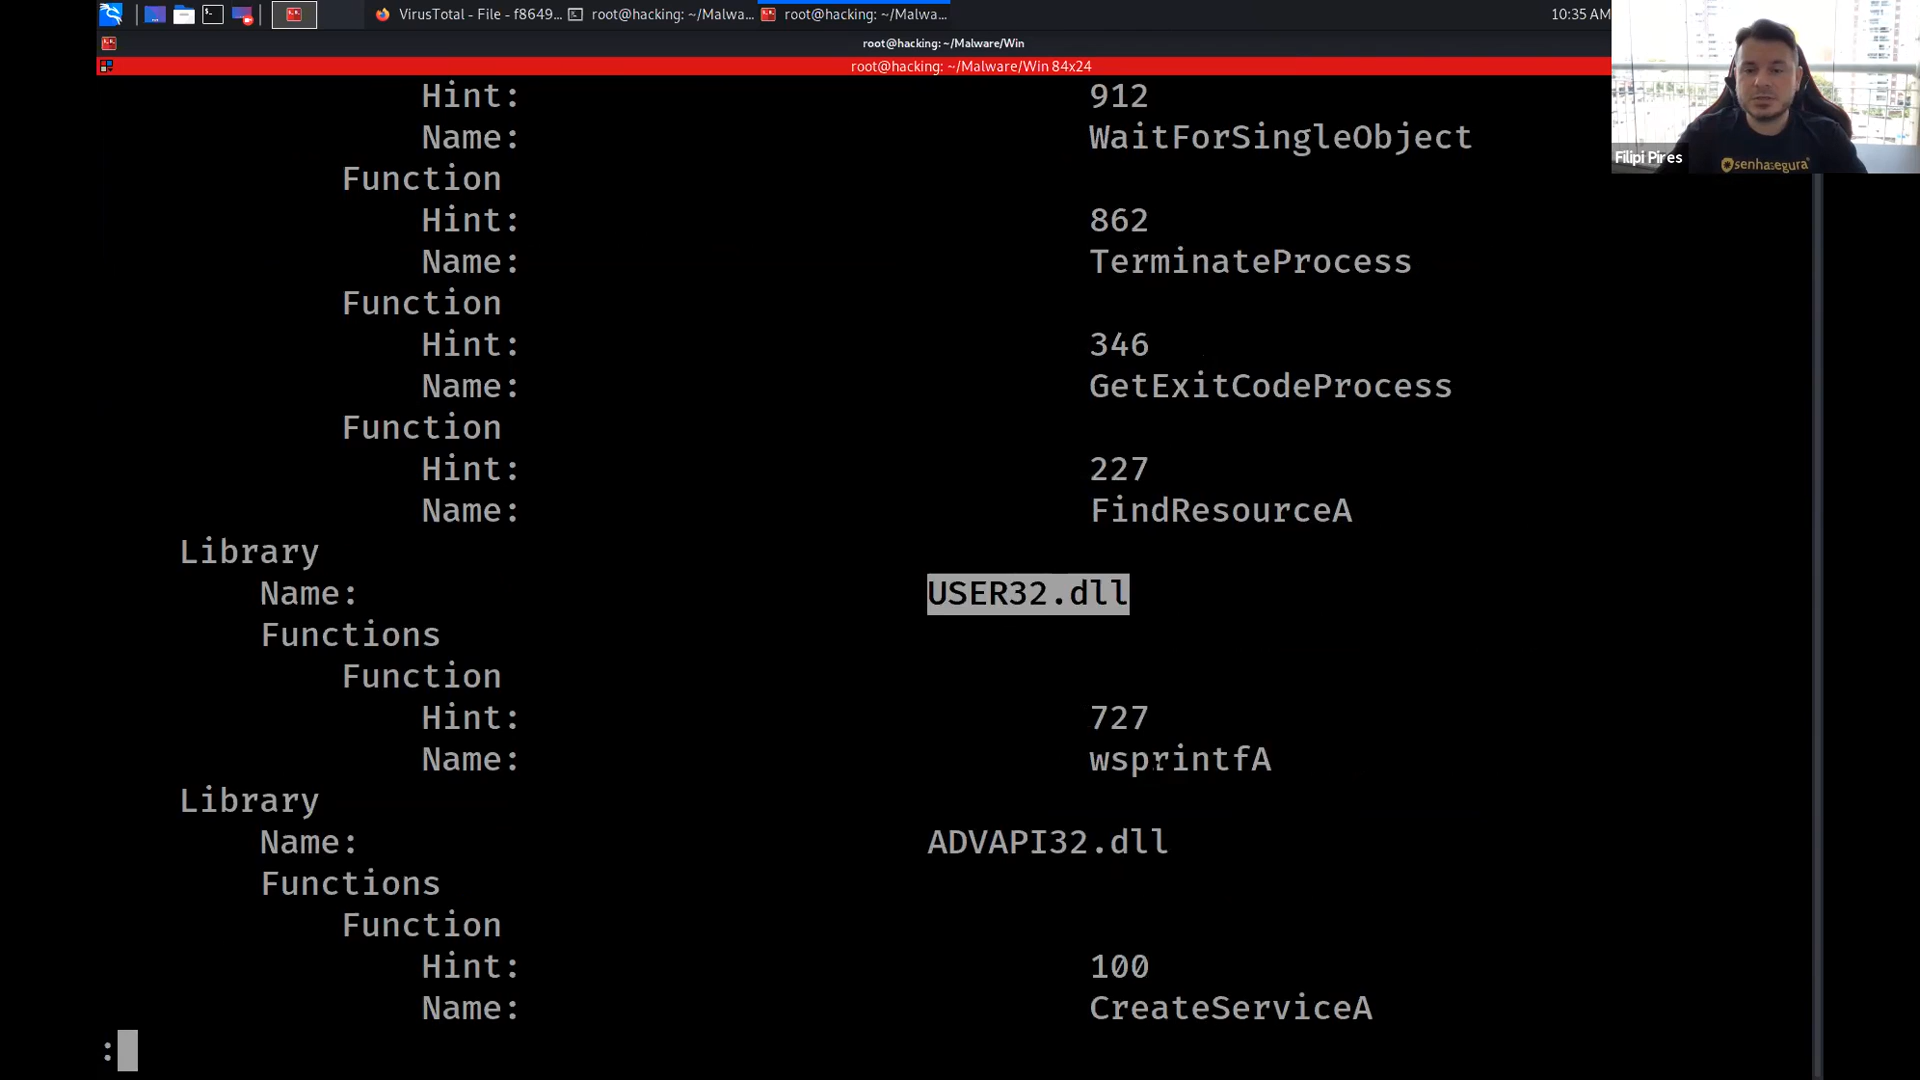 VirusTotal - File - f8649...
root@hacking: ~/Malwa...
root@hacking: ~/Malwa...
10:35 AM
root@hacking: ~/Malware/Win
root@hacking: ~/Malware/Win 84x24
Hint: 912
Name: WaitForSingleObject
Function
Hint: 862
Name: TerminateProcess
Function
Hint: 346
Name: GetExitCodeProcess
Function
Hint: 227
Name: FindResourceA
Library
Name: USER32.dll
Functions
Function
Hint: 727
Name: wsprintfA
Library
Name: ADVAPI32.dll
Functions
Function
Hint: 100
Name: CreateServiceA
:
Filipi Pires
senhasegura